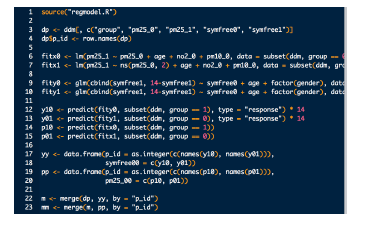 1 source("regmodel.R")
2
3 dp <- ddm[, c("group", "pm25_0", "pm25_1", "symfree0", "symfree1")]
4 dp$p_id <- row.names(dp)
5
6 fitx0 <- lm(pm25_1 ~ pm25_0 + age + no2_0 + pm10_0, data = subset(ddm, group ==
7 fitx1 <- lm(pm25_1 ~ ns(pm25_0, 2) + age + no2_0 + pm10_0, data = subset(ddm, gro
8
9 fity0 <- glm(cbind(symfree1, 14-symfree1) ~ symfree0 + age + factor(gender), data
10 fity1 <- glm(cbind(symfree1, 14-symfree1) ~ symfree0 + age + factor(gender), data
11
12 y10 <- predict(fity0, subset(ddm, group == 1), type = "response") * 14
13 y01 <- predict(fity1, subset(ddm, group == 0), type = "response") * 14
14 p10 <- predict(fitx0, subset(ddm, group == 1))
15 p01 <- predict(fitx1, subset(ddm, group == 0))
16
17 yy <- data.frame(p_id = as.integer(c(names(y10), names(y01))),
18 symfree00 = c(y10, y01))
19 pp <- data.frame(p_id = as.integer(c(names(p10), names(p01))),
20 pm25_00 = c(p10, p01))
21
22 m <- merge(dp, yy, by = "p_id")
23 mm <- merge(m, pp, by = "p_id")